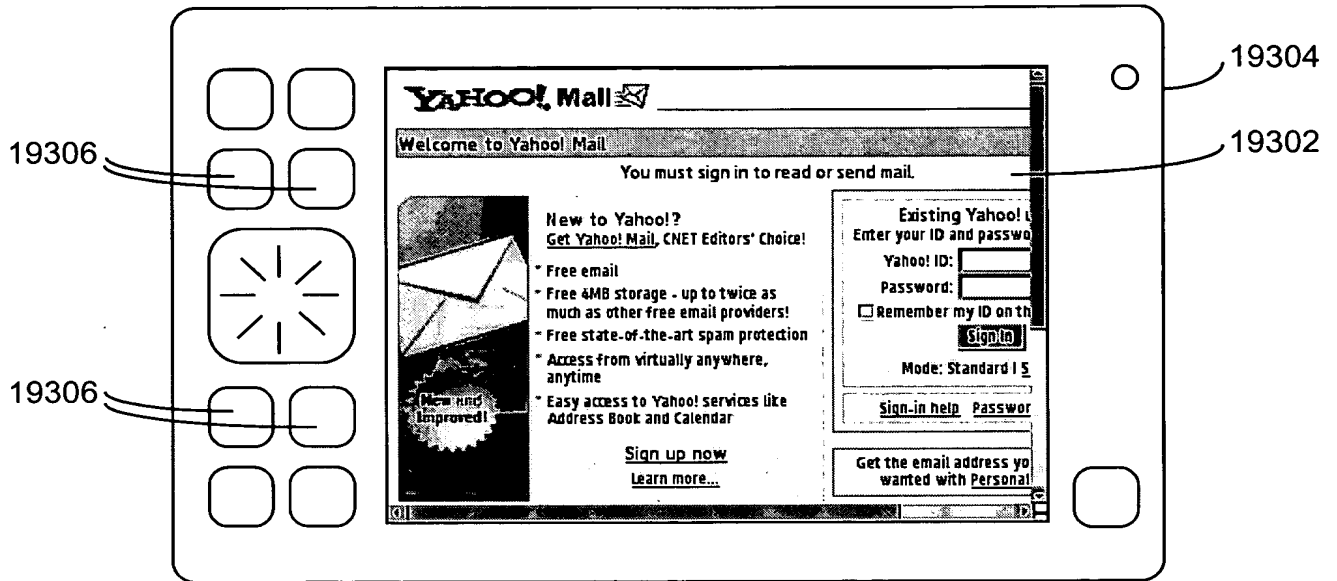 19304
19306
19302
19306
YAHOO! Mail
Welcome to Yahoo! Mail
You must sign in to read or send mail.
New to Yahoo!?
Get Yahoo! Mail, CNET Editors' Choice!
* Free email
* Free 4MB storage - up to twice as
much as other free email providers!
* Free state-of-the-art spam protection
* Access from virtually anywhere,
anytime
* Easy access to Yahoo! services like
Address Book and Calendar
Sign up now
Learn more...
New and
Improved!
Existing Yahoo! u
Enter your ID and passwo
Yahoo! ID:
Password:
Remember my ID on th
Sign In
Mode: Standard | S
Sign-in help Passwor
Get the email address yo
wanted with Personal